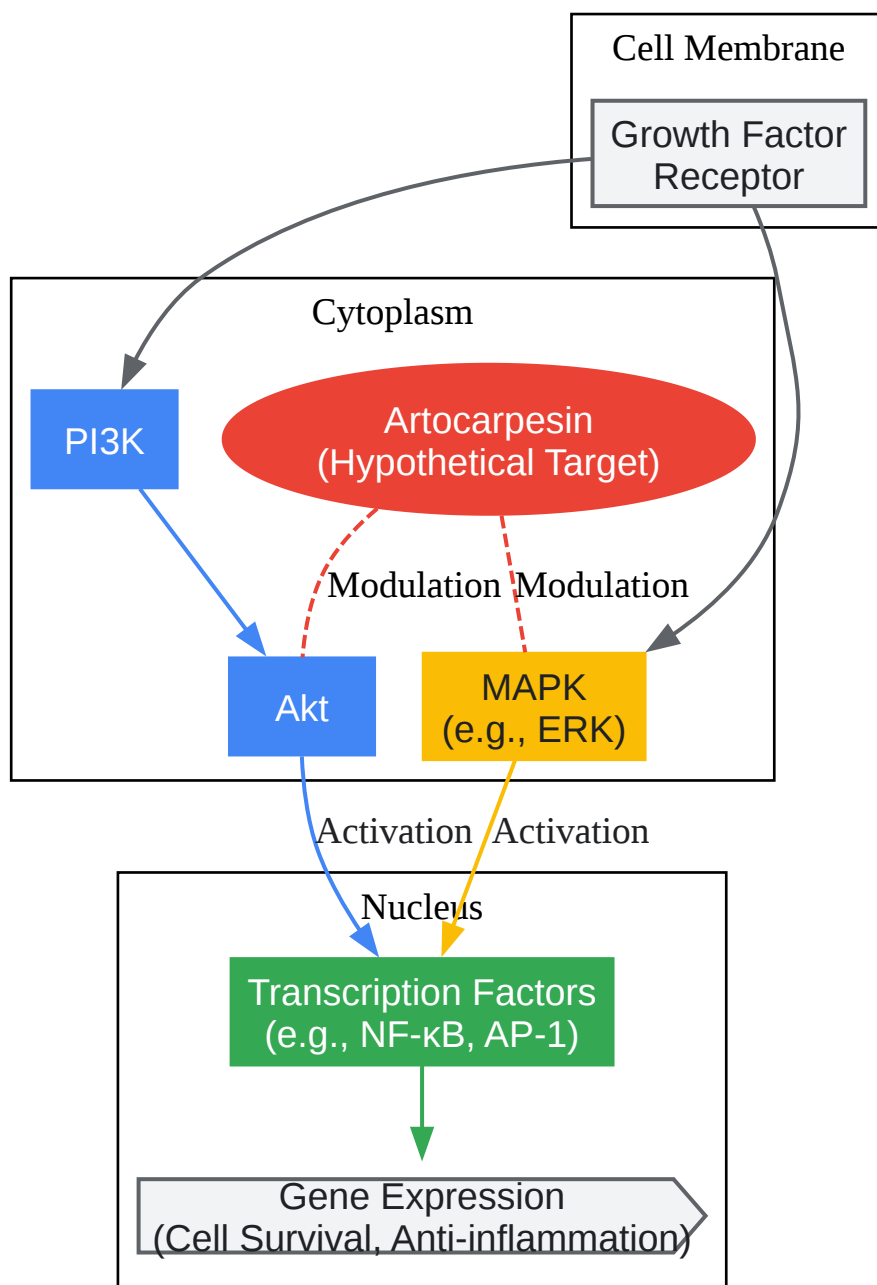 Cell Membrane
Growth Factor
Receptor
Cytoplasm
PI3K
Artocarpesin
(Hypothetical Target)
Modulation
Modulation
Akt
MAPK
(e.g., ERK)
Activation
Activation
Nucleus
Transcription Factors
(e.g., NF-κB, AP-1)
Gene Expression
(Cell Survival, Anti-inflammation)